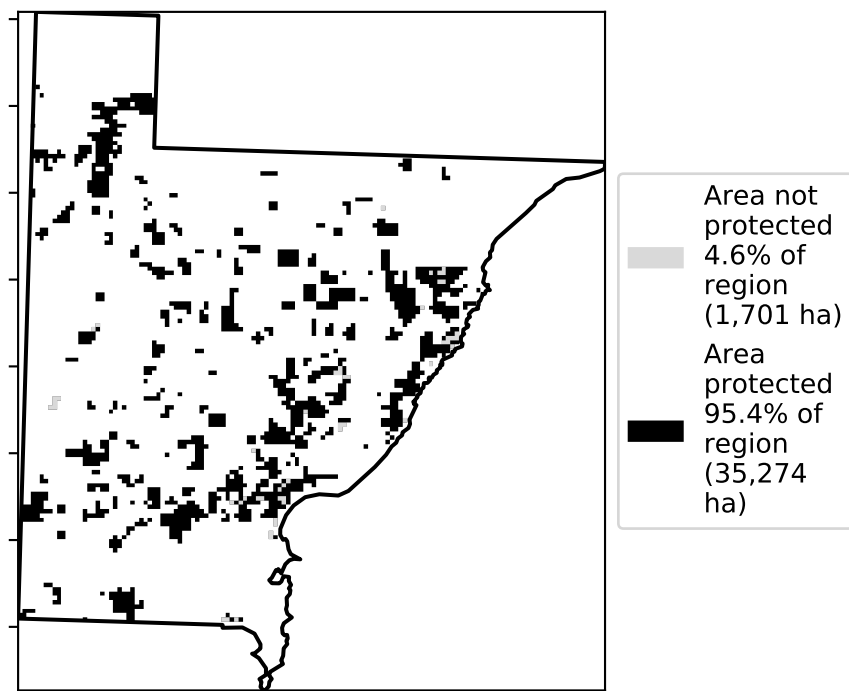 Area not
protected
4.6% of
region
(1,701 ha)
Area
protected
95.4% of
region
(35,274
ha)